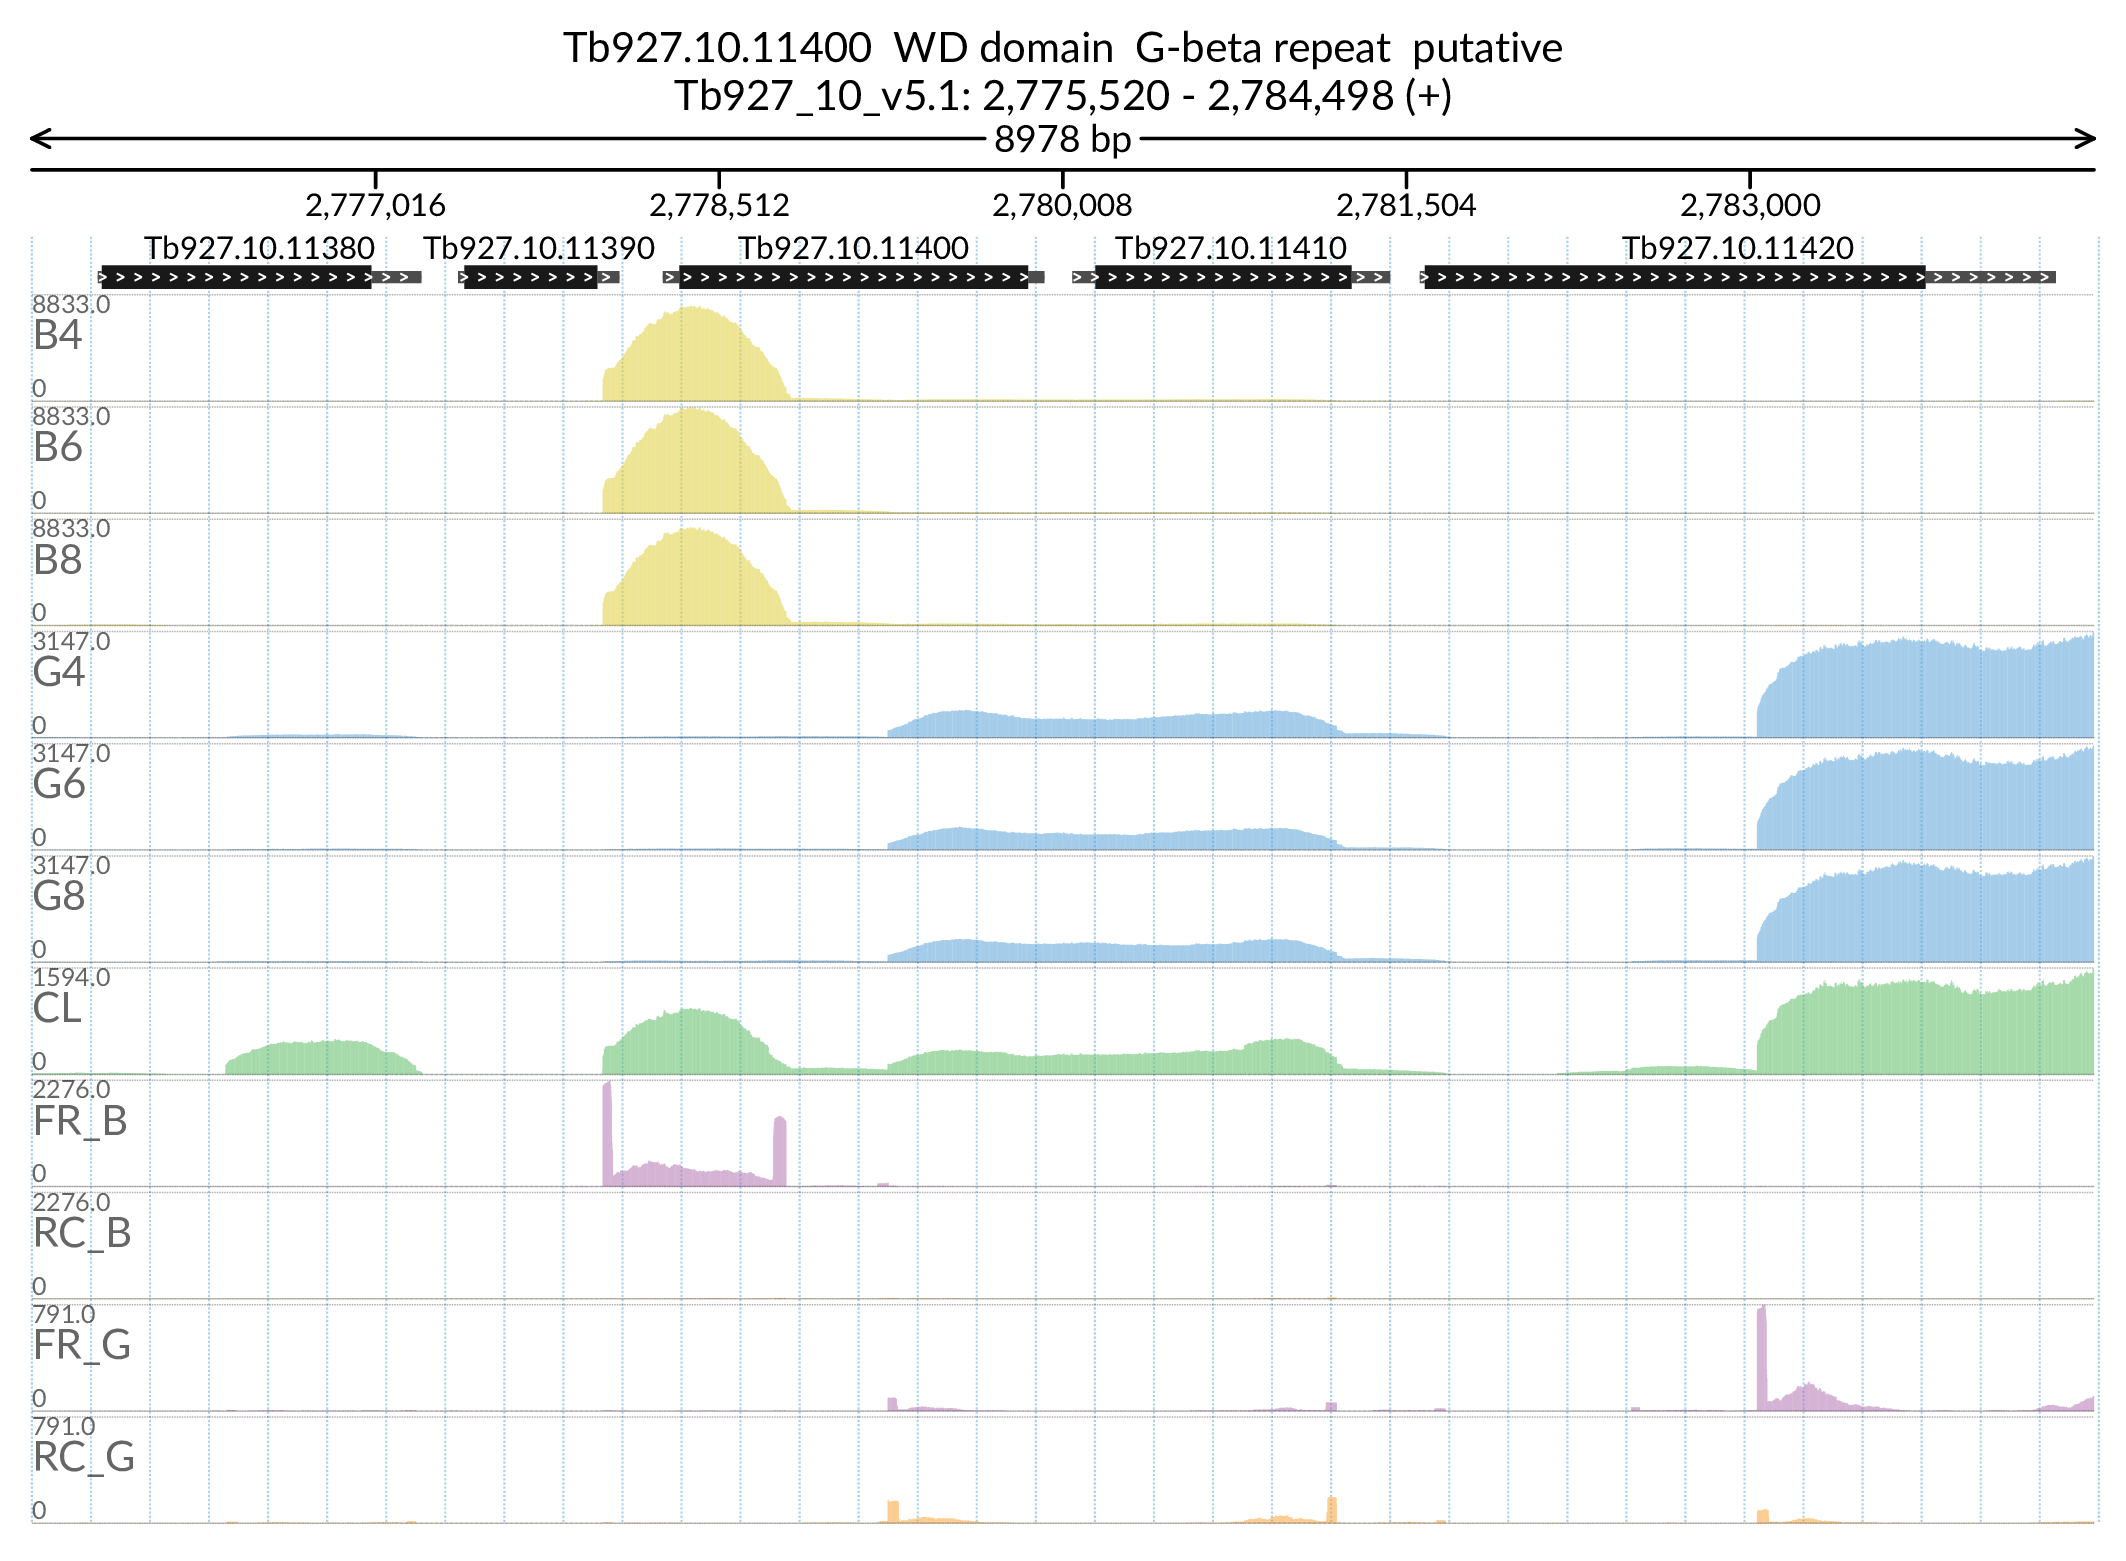 Tb927.10.11400  WD domain  G-beta repeat  putative
Tb927_10_v5.1: 2,775,520 - 2,784,498 (+)
8978 bp
2,777,016 2,778,512 2,780,008 2,781,504 2,783,000
Tb927.10.11380 Tb927.10.11390 Tb927.10.11400 Tb927.10.11410 Tb927.10.11420
8833.0
B4
0
8833.0
B6
0
8833.0
B8
0
3147.0
G4
0
3147.0
G6
0
3147.0
G8
0
1594.0
CL
0
2276.0
FR_B
0
2276.0
RC_B
0
791.0
FR_G
0
791.0
RC_G
0